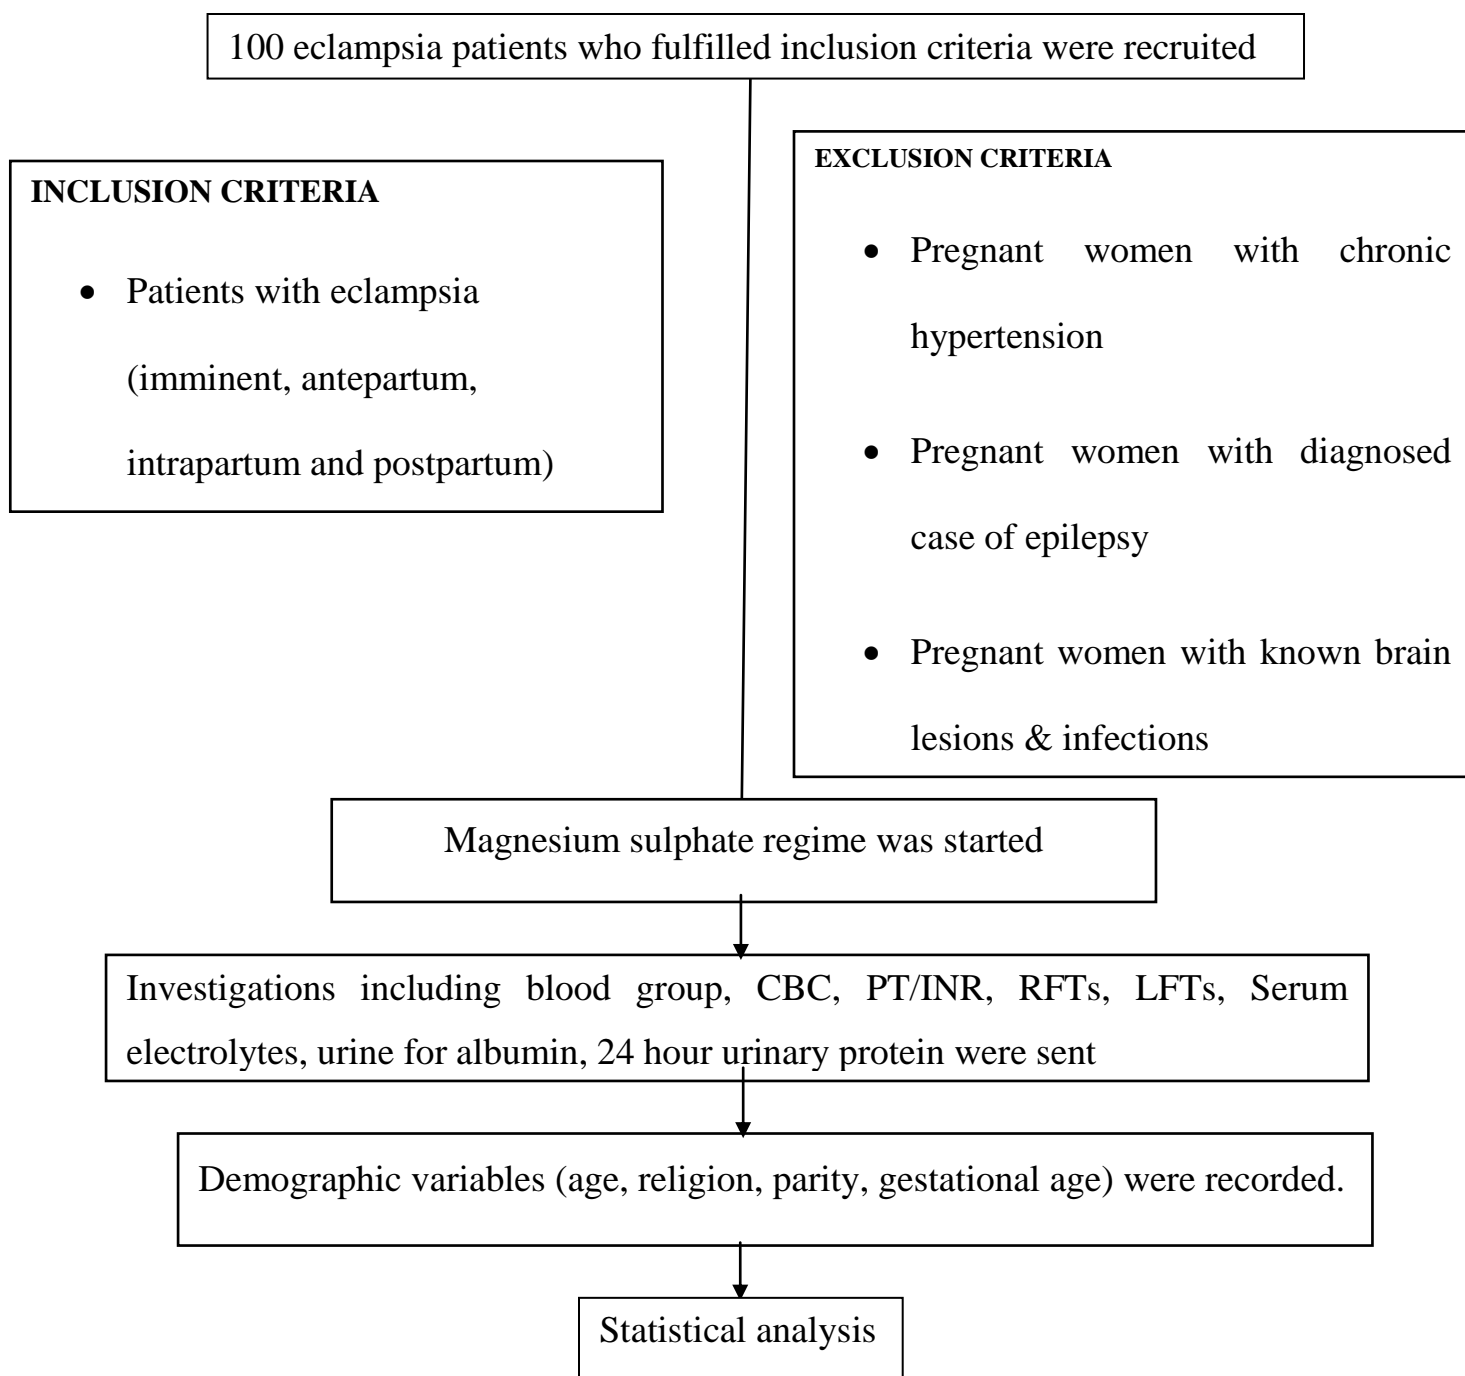 100 eclampsia patients who fulfilled inclusion criteria were recruited
INCLUSION CRITERIA
• Patients with eclampsia
(imminent, antepartum,
intrapartum and postpartum)
EXCLUSION CRITERIA
• Pregnant women with chronic
hypertension
• Pregnant women with diagnosed
case of epilepsy
• Pregnant women with known brain
lesions & infections
Magnesium sulphate regime was started
Investigations including blood group, CBC, PT/INR, RFTs, LFTs, Serum
electrolytes, urine for albumin, 24 hour urinary protein were sent
Demographic variables (age, religion, parity, gestational age) were recorded.
Statistical analysis